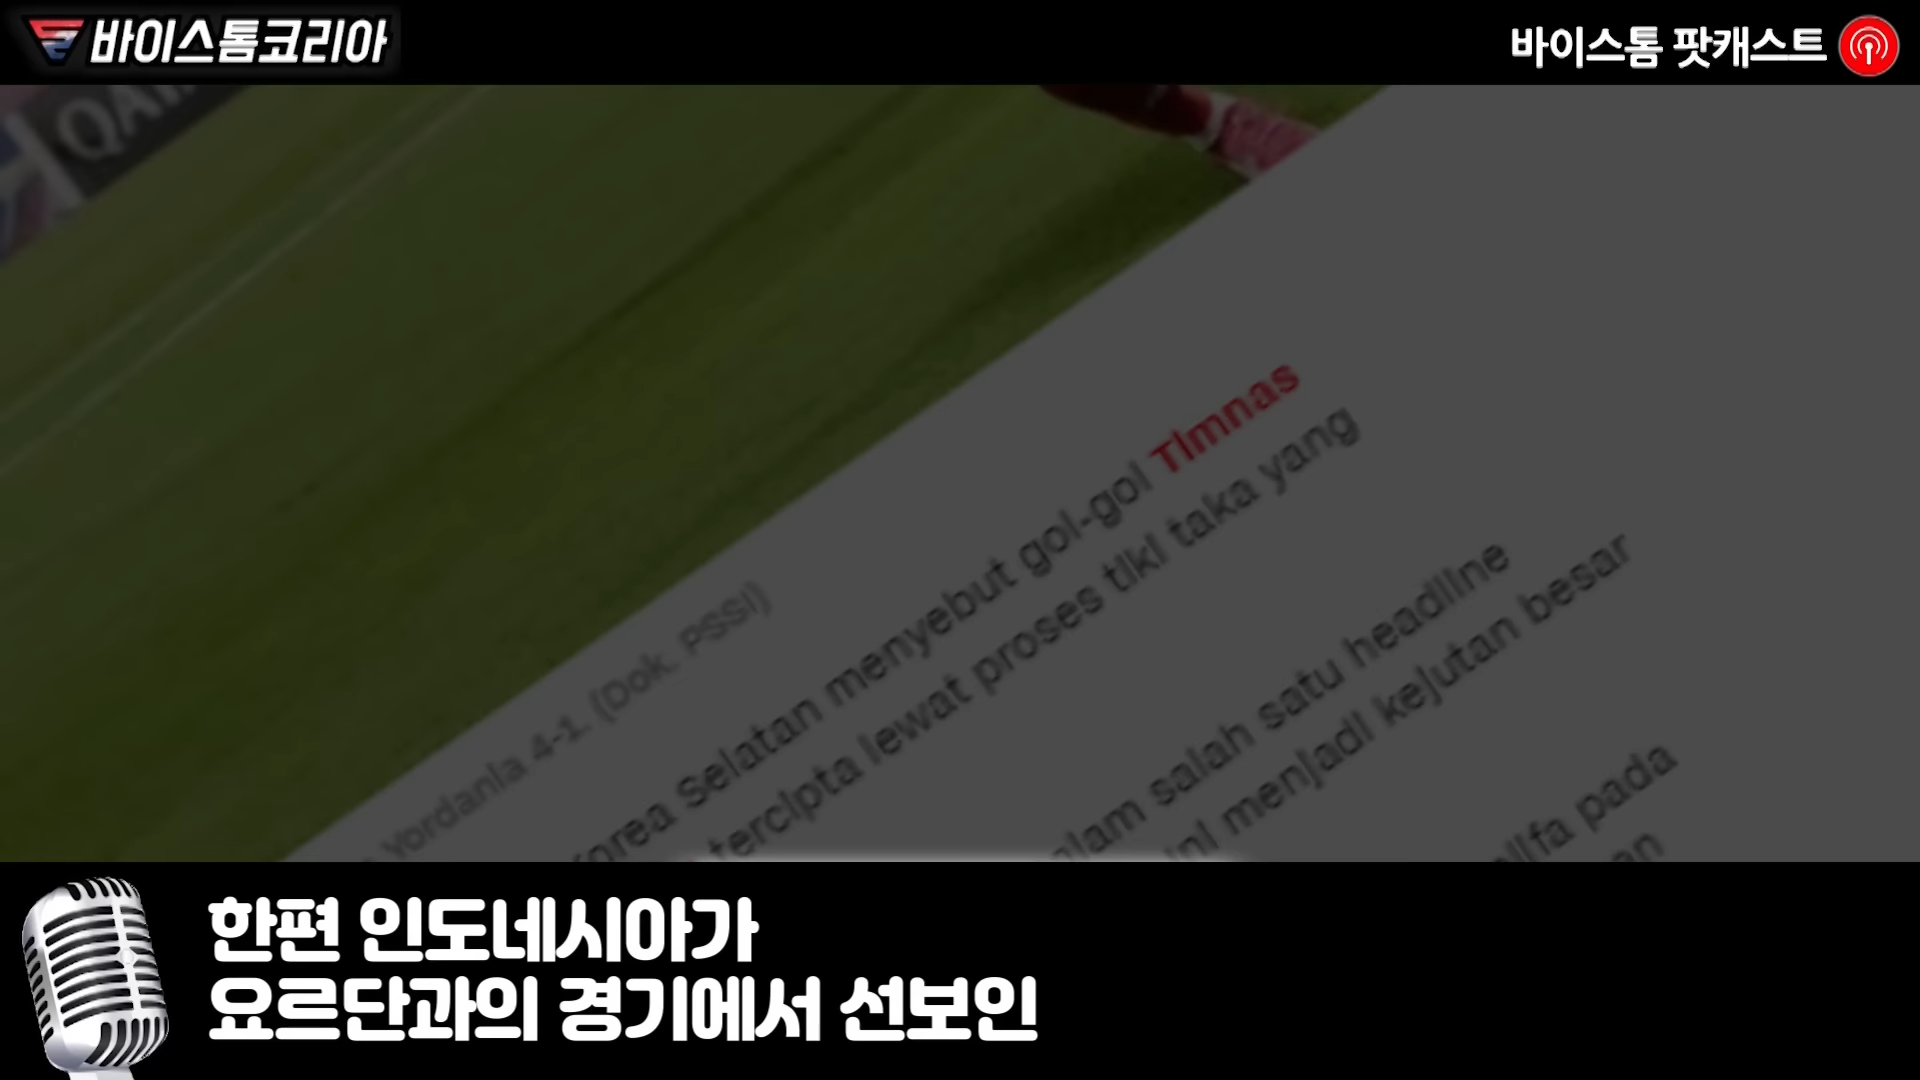 바이스톰코리아
바이스톰 팟캐스트
Yordania 4-1. (Dok. PSSI)
Korea Selatan menyebut gol-gol Timnas
tercipta lewat proses tiki taka yang
salah satu headline
ini menjadi kejutan besar
pada
한편 인도네시아가
요르단과의 경기에서 선보인